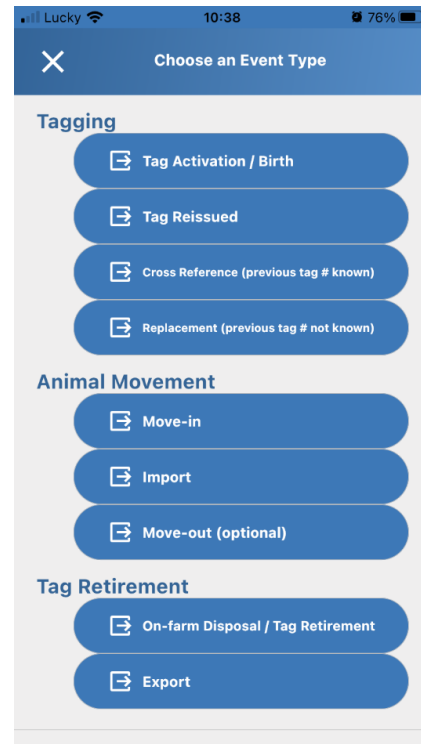 Lucky 10:38 76%
Choose an Event Type
Tagging
Tag Activation / Birth
Tag Reissued
Cross Reference (previous tag # known)
Replacement (previous tag # not known)
Animal Movement
Move-in
Import
Move-out (optional)
Tag Retirement
On-farm Disposal / Tag Retirement
Export